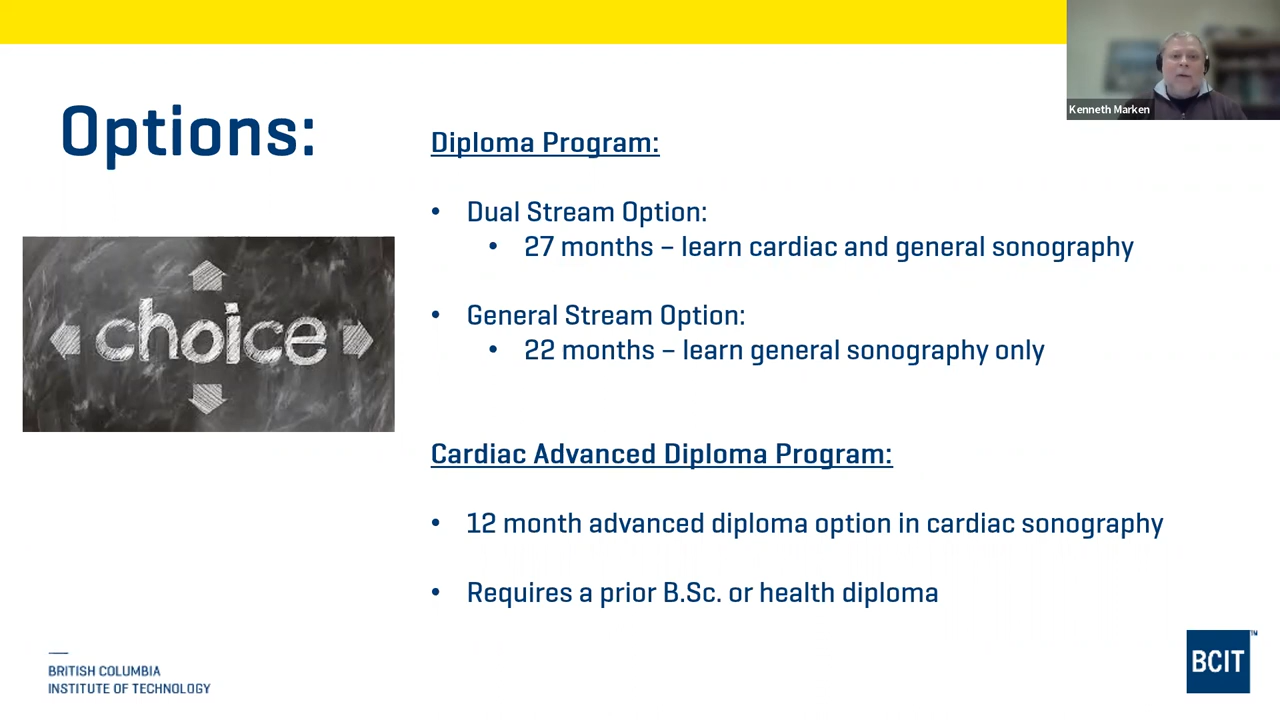 Kenneth Marken
Options:
choice
Diploma Program:
• Dual Stream Option:
• 27 months – learn cardiac and general sonography
• General Stream Option:
• 22 months – learn general sonography only
Cardiac Advanced Diploma Program:
• 12 month advanced diploma option in cardiac sonography
• Requires a prior B.Sc. or health diploma
BRITISH COLUMBIA
INSTITUTE OF TECHNOLOGY
BCIT™